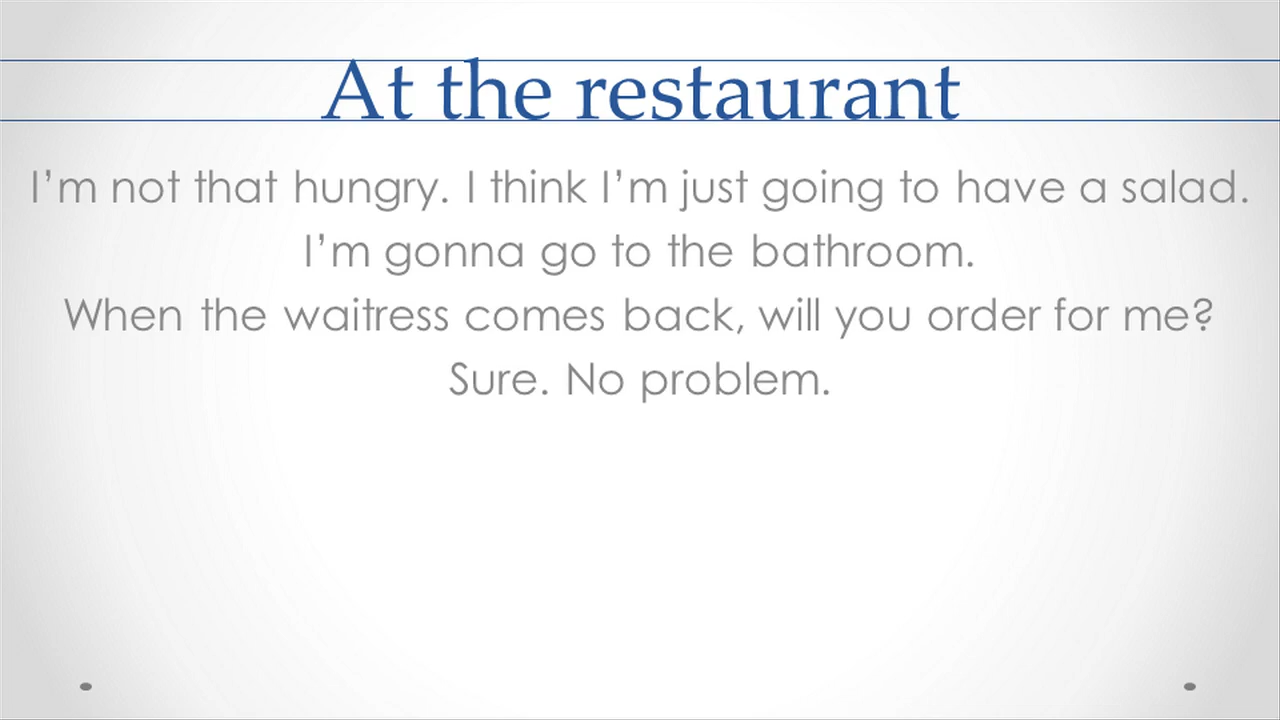 At the restaurant
I’m not that hungry. I think I’m just going to have a salad.
I’m gonna go to the bathroom.
When the waitress comes back, will you order for me?
Sure. No problem.